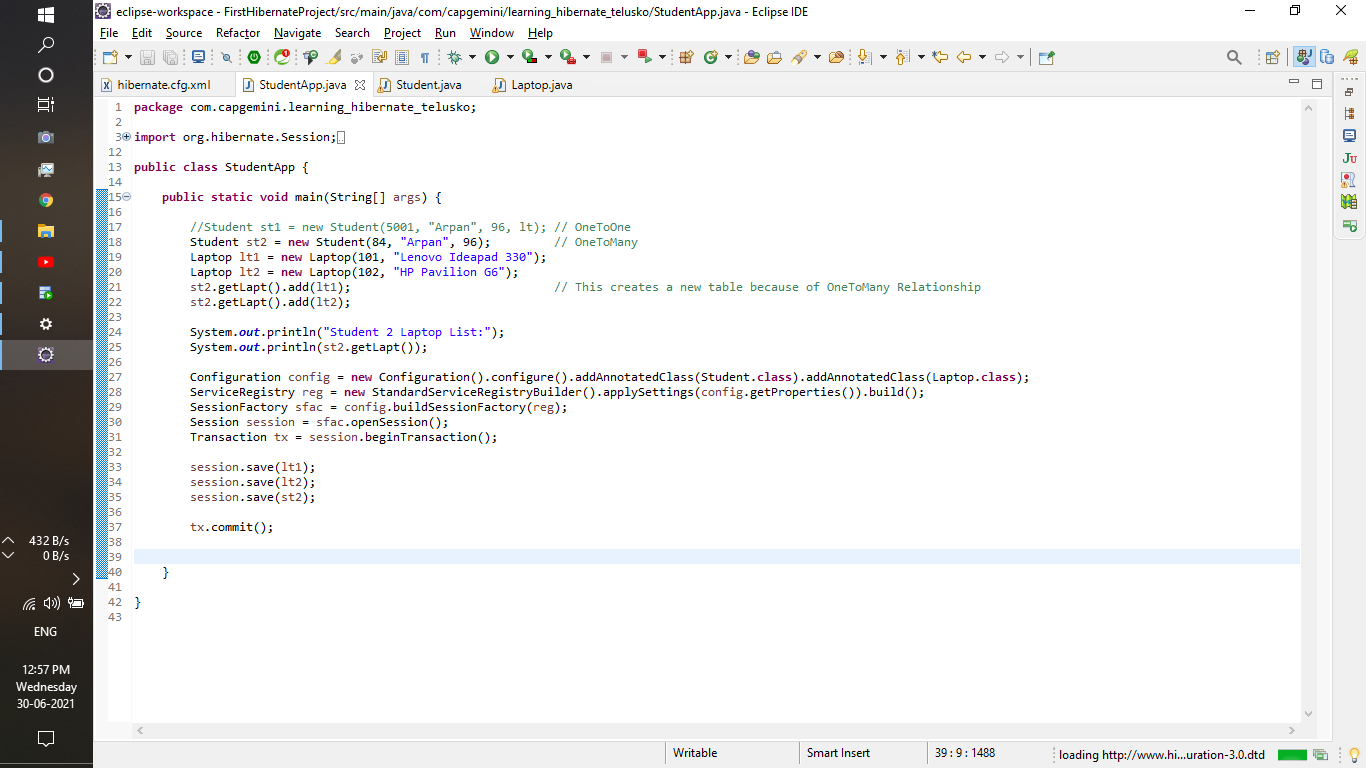 eclipse-workspace - FirstHibernateProject/src/main/java/com/capgemini/learning_hibernate_telusko/StudentApp.java - Eclipse IDE
File Edit Source Refactor Navigate Search Project Run Window Help
hibernate.cfg.xml StudentApp.java Student.java Laptop.java
1 package com.capgemini.learning_hibernate_telusko;
2
3 import org.hibernate.Session;
12
13 public class StudentApp {
14
15 public static void main(String[] args) {
16
17 //Student st1 = new Student(5001, "Arpan", 96, lt); // OneToOne
18 Student st2 = new Student(84, "Arpan", 96); // OneToMany
19 Laptop lt1 = new Laptop(101, "Lenovo Ideapad 330");
20 Laptop lt2 = new Laptop(102, "HP Pavilion G6");
21 st2.getLapt().add(lt1); // This creates a new table because of OneToMany Relationship
22 st2.getLapt().add(lt2);
23
24 System.out.println("Student 2 Laptop List:");
25 System.out.println(st2.getLapt());
26
27 Configuration config = new Configuration().configure().addAnnotatedClass(Student.class).addAnnotatedClass(Laptop.class);
28 ServiceRegistry reg = new StandardServiceRegistryBuilder().applySettings(config.getProperties()).build();
29 SessionFactory sfac = config.buildSessionFactory(reg);
30 Session session = sfac.openSession();
31 Transaction tx = session.beginTransaction();
32
33 session.save(lt1);
34 session.save(lt2);
35 session.save(st2);
36
37 tx.commit();
38
39
40 }
41
42 }
43
432 B/s
0 B/s
ENG
12:57 PM
Wednesday
30-06-2021
Writable Smart Insert 39 : 9 : 1488 loading http://www.hi...uration-3.0.dtd
Ju